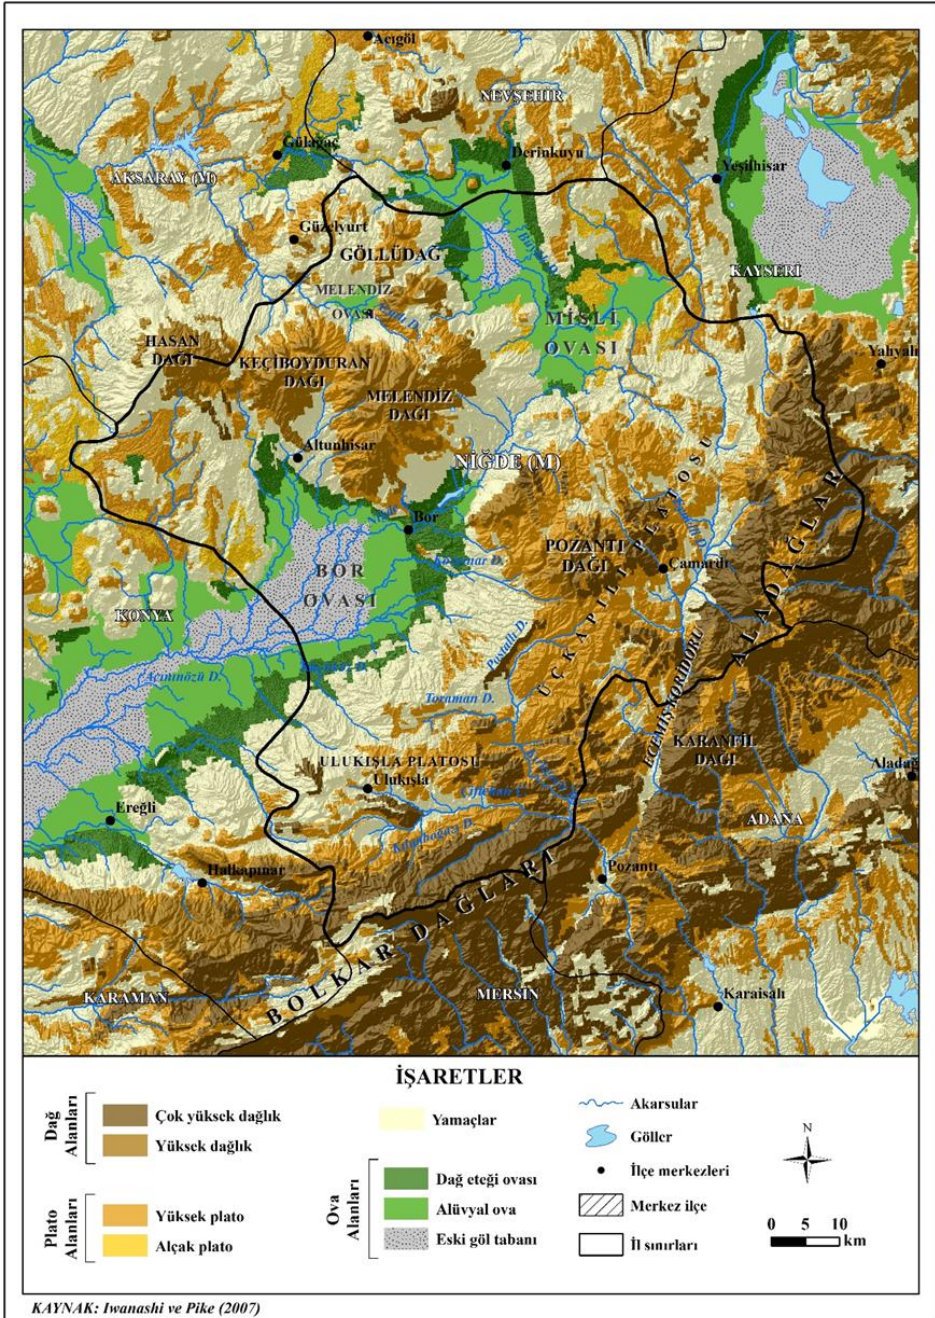 Acıgöl
NEVŞEHİR
Gülağaç
Derinkuyu
Yeşilhisar
AKSARAY (M)
Güzelyurt
GÖLLÜDAĞ
KAYSERİ
MELENDİZ
OVASI
MİSLİ
OVASI
HASAN
DAĞI
KEÇİBOYDURAN
DAĞI
Yahyalı
MELENDİZ
DAĞI
Altunhisar
NİĞDE (M)
Bor
BOR
OVASI
POZANTI
DAĞI
Çamardı
ÜÇKAPILI PLATOSU
ALADAĞLAR
KONYA
Acıinözü D.
Postallı D.
Toraman D.
ECEMİŞ KORİDORU
KARANFİL
DAĞI
Aladağ
ULUKIŞLA PLATOSU
Ulukışla
Çiftehan Ç.
Ereğli
ADANA
Halkapınar
Pozantı
BOLKAR DAĞLARI
KARAMAN
MERSİN
Karaisalı
İŞARETLER
Dağ
Alanları
Çok yüksek dağlık
Yüksek dağlık
Plato
Alanları
Yüksek plato
Alçak plato
Yamaçlar
Ova
Alanları
Dağ eteği ovası
Alüvyal ova
Eski göl tabanı
Akarsular
Göller
İlçe merkezleri
Merkez ilçe
İl sınırları
N
0 5 10
km
KAYNAK: Iwanashi ve Pike (2007)